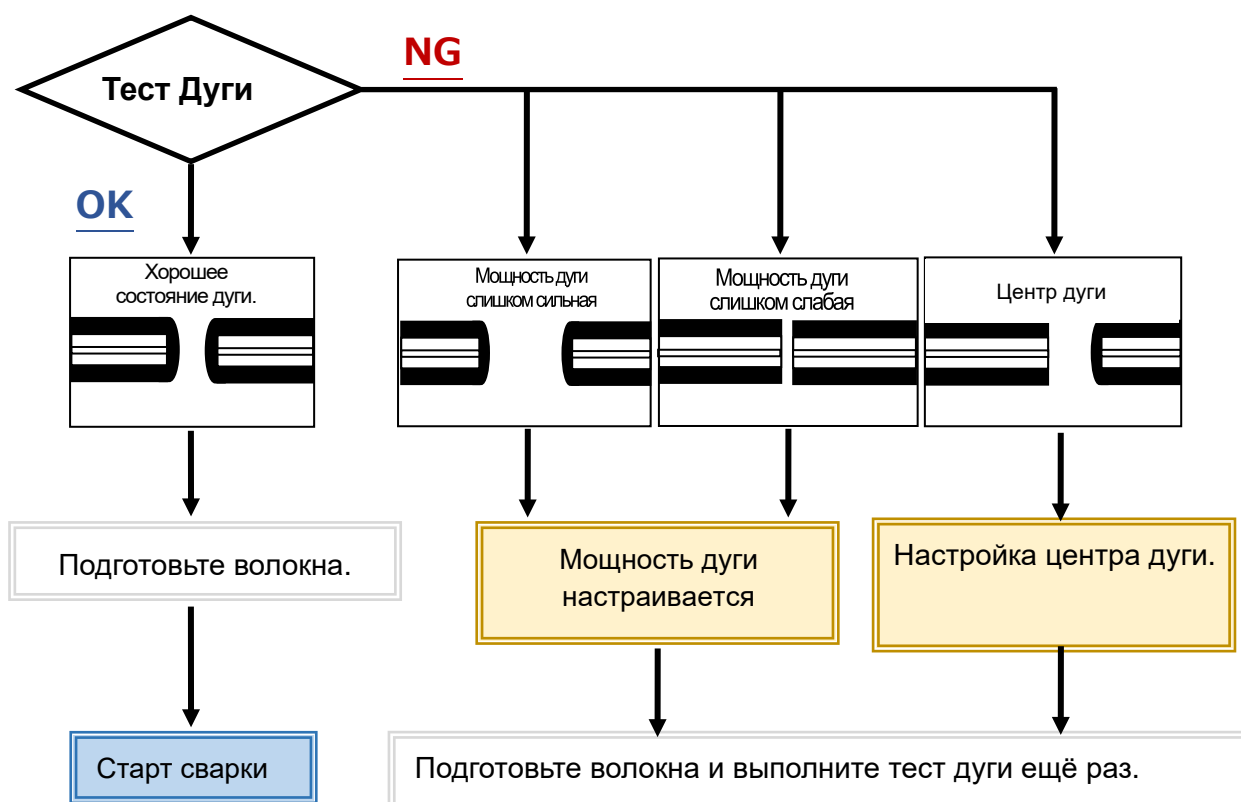 NG
Тест Дуги
OK
Хорошее
состояние дуги.
Мощность дуги
слишком сильная
Мощность дуги
слишком слабая
Центр дуги
Подготовьте волокна.
Мощность дуги
настраивается
Настройка центра дуги.
Старт сварки
Подготовьте волокна и выполните тест дуги ещё раз.